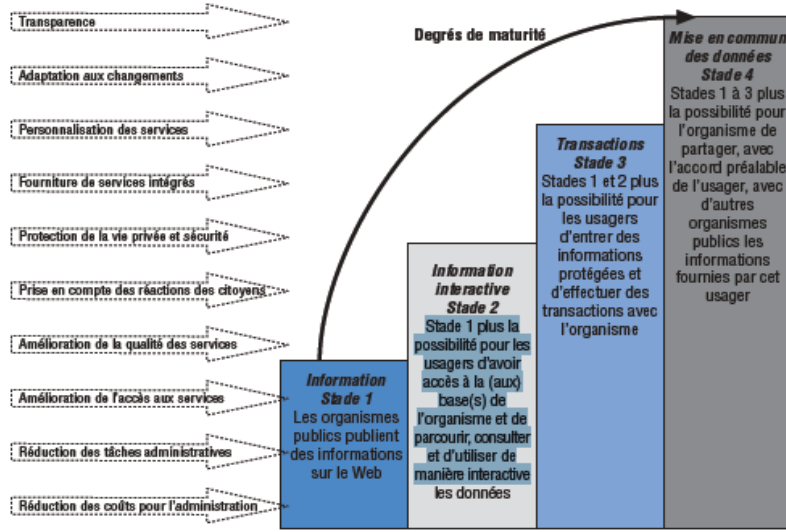 Transparence
Adaptation aux changements
Personnalisation des services
Fourniture de services intégrés
Protection de la vie privée et sécurité
Prise en compte des réactions des citoyens
Amélioration de la qualité des services
Amélioration de l'accès aux services
Réduction des tâches administratives
Réduction des coûts pour l'administration
Degrés de maturité
Information
Stade 1
Les organismes
publics publient
des informations
sur le Web
Information
interactive
Stade 2
Stade 1 plus la
possibilité pour les
usagers d'avoir
accès à la (aux)
base(s) de
l'organisme et de
parcourir, consulter
et d'utiliser de
manière interactive
les données
Transactions
Stade 3
Stades 1 et 2 plus
la possibilité pour
les usagers
d'entrer des
informations
protégées et
d'effectuer des
transactions avec
l'organisme
Mise en commun
des données
Stade 4
Stades 1 à 3 plus
la possibilité pour
l'organisme de
partager, avec
l'accord préalable
de l'usager, avec
d'autres
organismes
publics les
informations
fournies par cet
usager